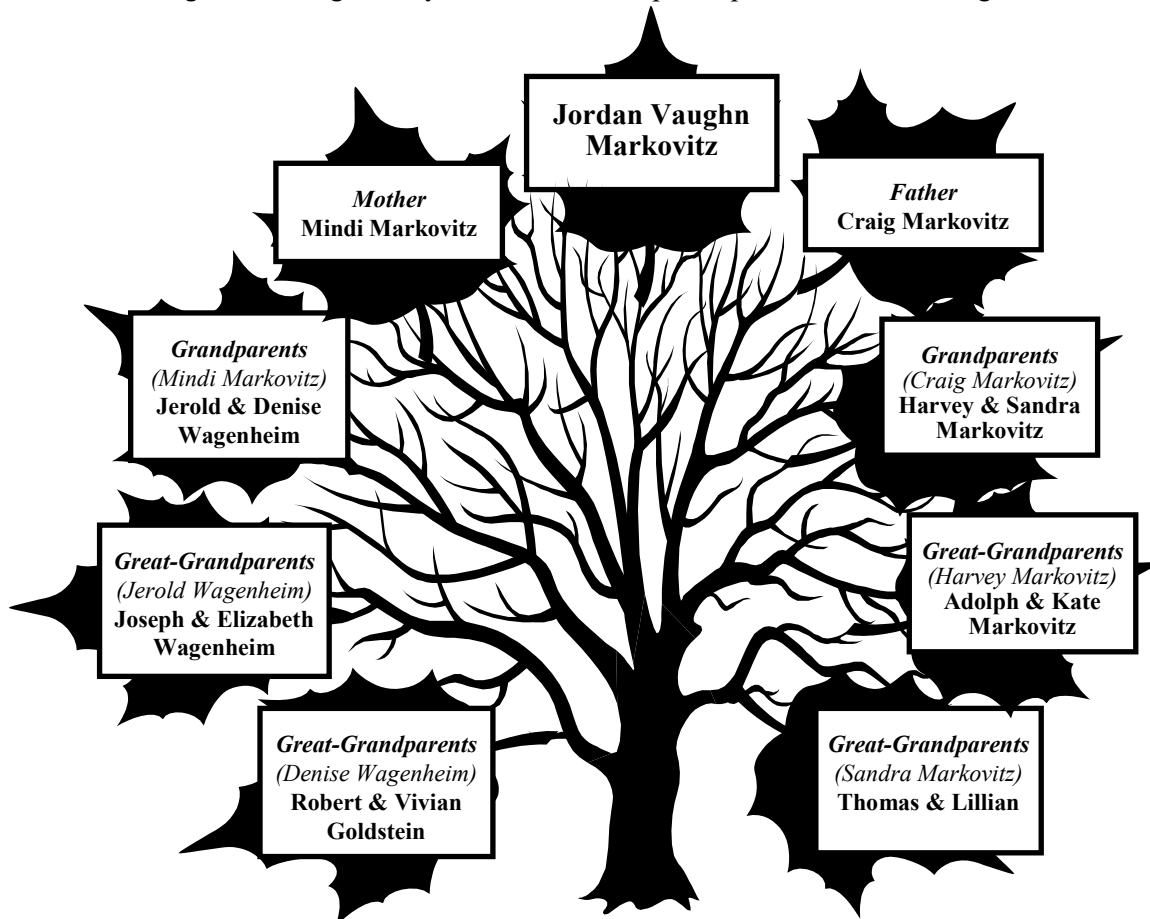 Jordan Vaughn
Markovitz
Mother
Mindi Markovitz
Father
Craig Markovitz
Grandparents
(Mindi Markovitz)
Jerold & Denise
Wagenheim
Grandparents
(Craig Markovitz)
Harvey & Sandra
Markovitz
Great-Grandparents
(Jerold Wagenheim)
Joseph & Elizabeth
Wagenheim
Great-Grandparents
(Harvey Markovitz)
Adolph & Kate
Markovitz
Great-Grandparents
(Denise Wagenheim)
Robert & Vivian
Goldstein
Great-Grandparents
(Sandra Markovitz)
Thomas & Lillian